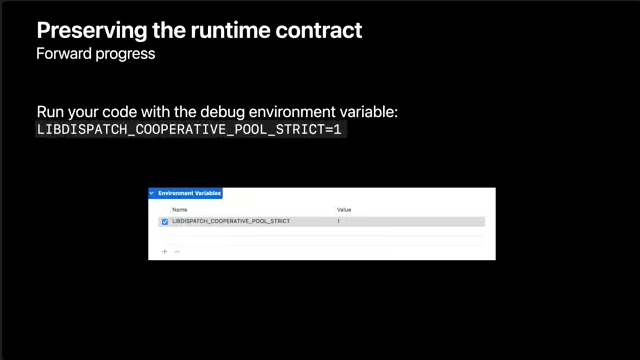 Preserving the runtime contract
Forward progress
Run your code with the debug environment variable:
LIBDISPATCH_COOPERATIVE_POOL_STRICT=1
Environment Variables
Name Value
LIBDISPATCH_COOPERATIVE_POOL_STRICT 1
+ −